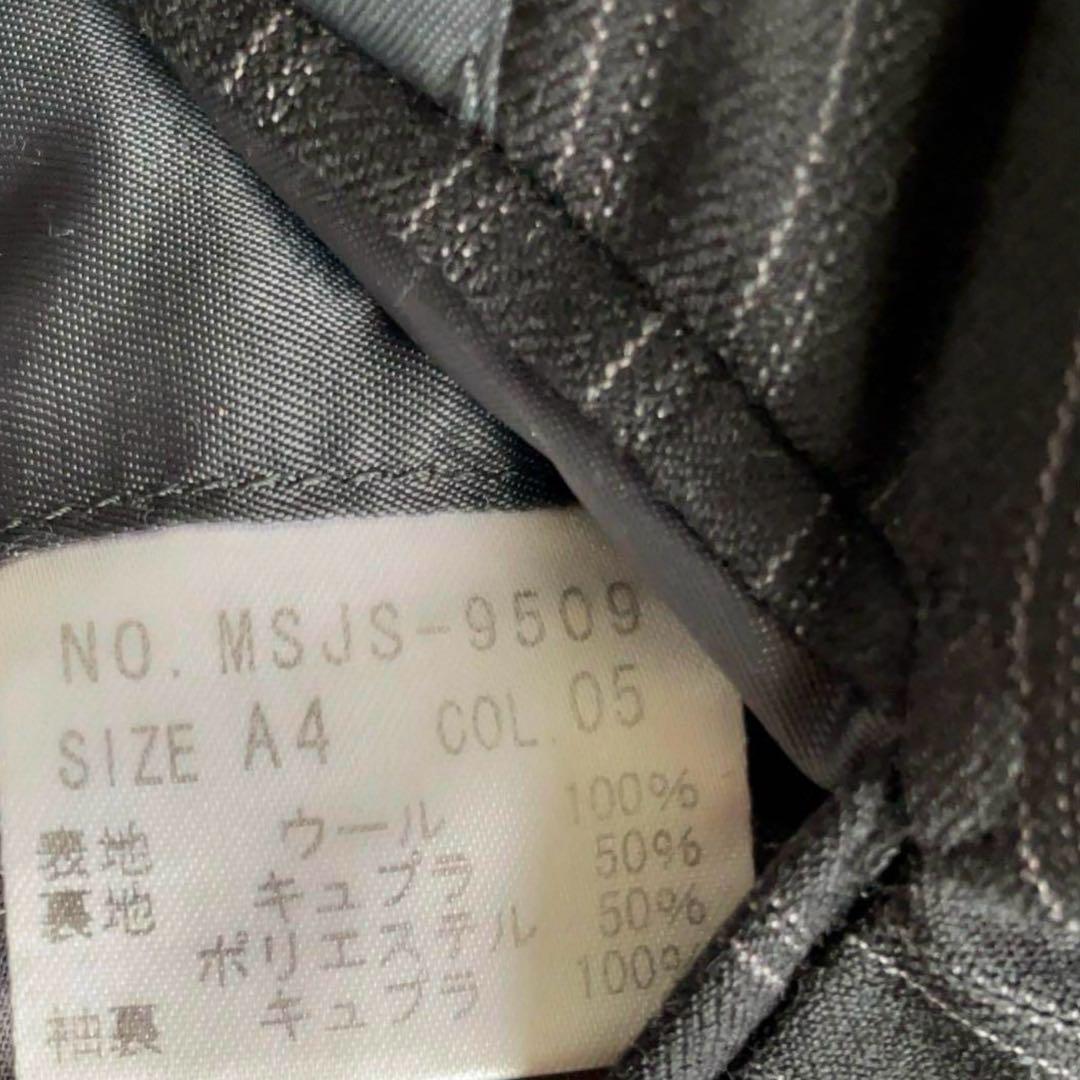 NO. MSJS-9509
SIZE A4 COL. 05
表地 ウール 100%
裏地 キュプラ 50%
ポリエステル 50%
袖裏 キュプラ 100%